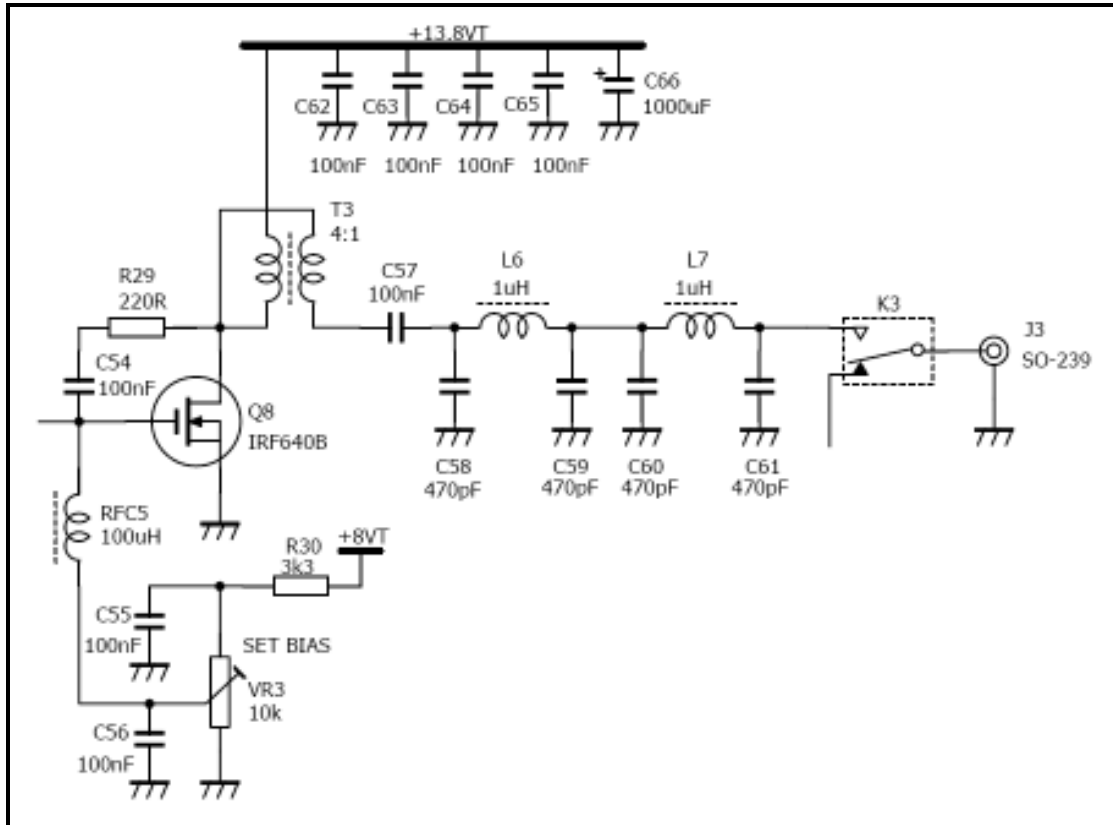 +13.8VT
C62
C63
C64
C65
C66
1000uF
100nF
100nF
100nF
100nF
T3
4:1
R29
220R
C57
100nF
L6
1uH
L7
1uH
K3
J3
SO-239
C54
100nF
Q8
IRF640B
C58
470pF
C59
470pF
C60
470pF
C61
470pF
RFC5
100uH
R30
3k3
+8VT
C55
100nF
SET BIAS
VR3
10k
C56
100nF
+